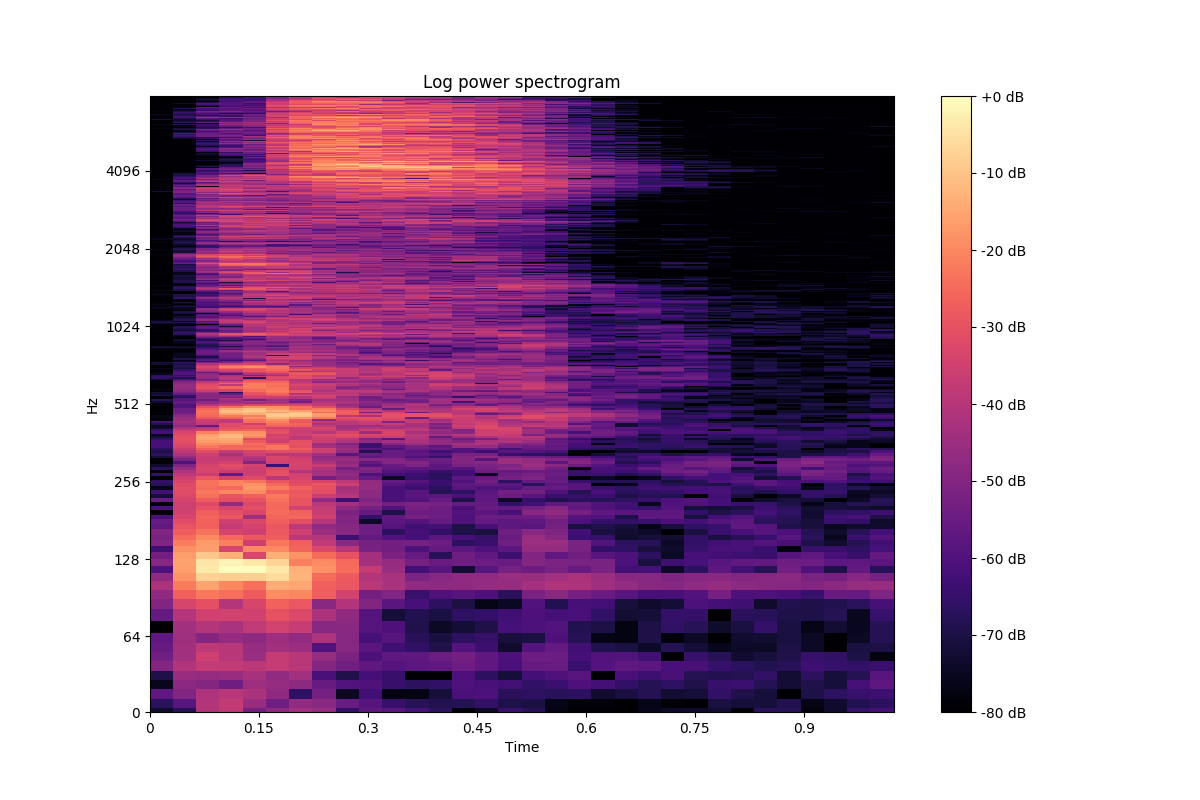 Log power spectrogram
+0 dB
4096
-10 dB
2048
-20 dB
1024
-30 dB
512
-40 dB
Hz
256
-50 dB
128
-60 dB
64
-70 dB
0
-80 dB
0 0.15 0.3 0.45 0.6 0.75 0.9
Time